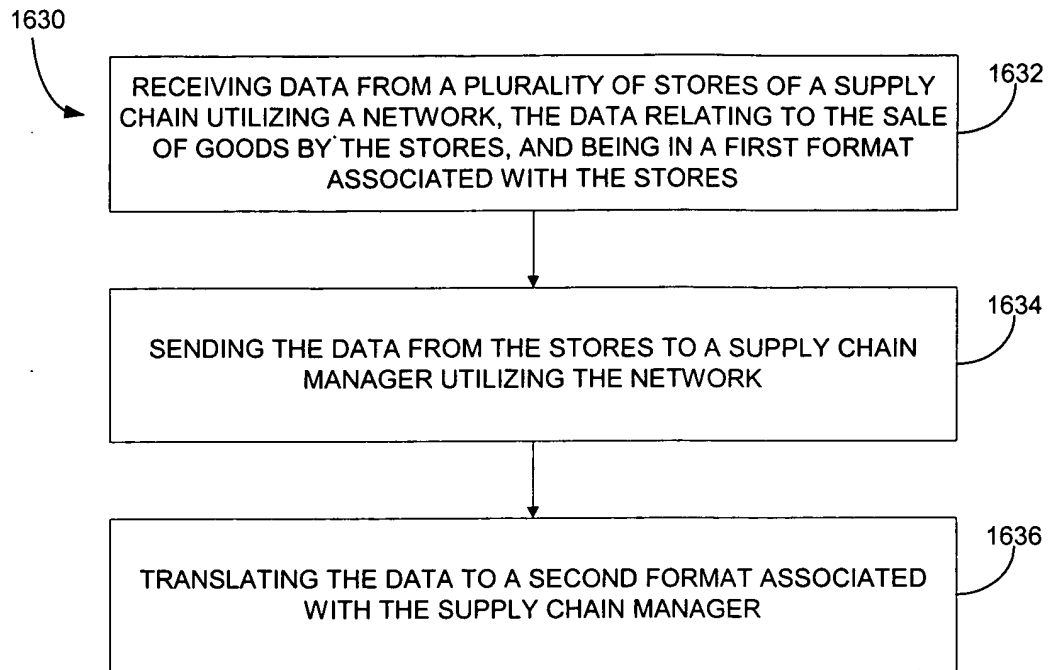 1630
RECEIVING DATA FROM A PLURALITY OF STORES OF A SUPPLY
CHAIN UTILIZING A NETWORK, THE DATA RELATING TO THE SALE
OF GOODS BY THE STORES, AND BEING IN A FIRST FORMAT
ASSOCIATED WITH THE STORES
1632
SENDING THE DATA FROM THE STORES TO A SUPPLY CHAIN
MANAGER UTILIZING THE NETWORK
1634
TRANSLATING THE DATA TO A SECOND FORMAT ASSOCIATED
WITH THE SUPPLY CHAIN MANAGER
1636